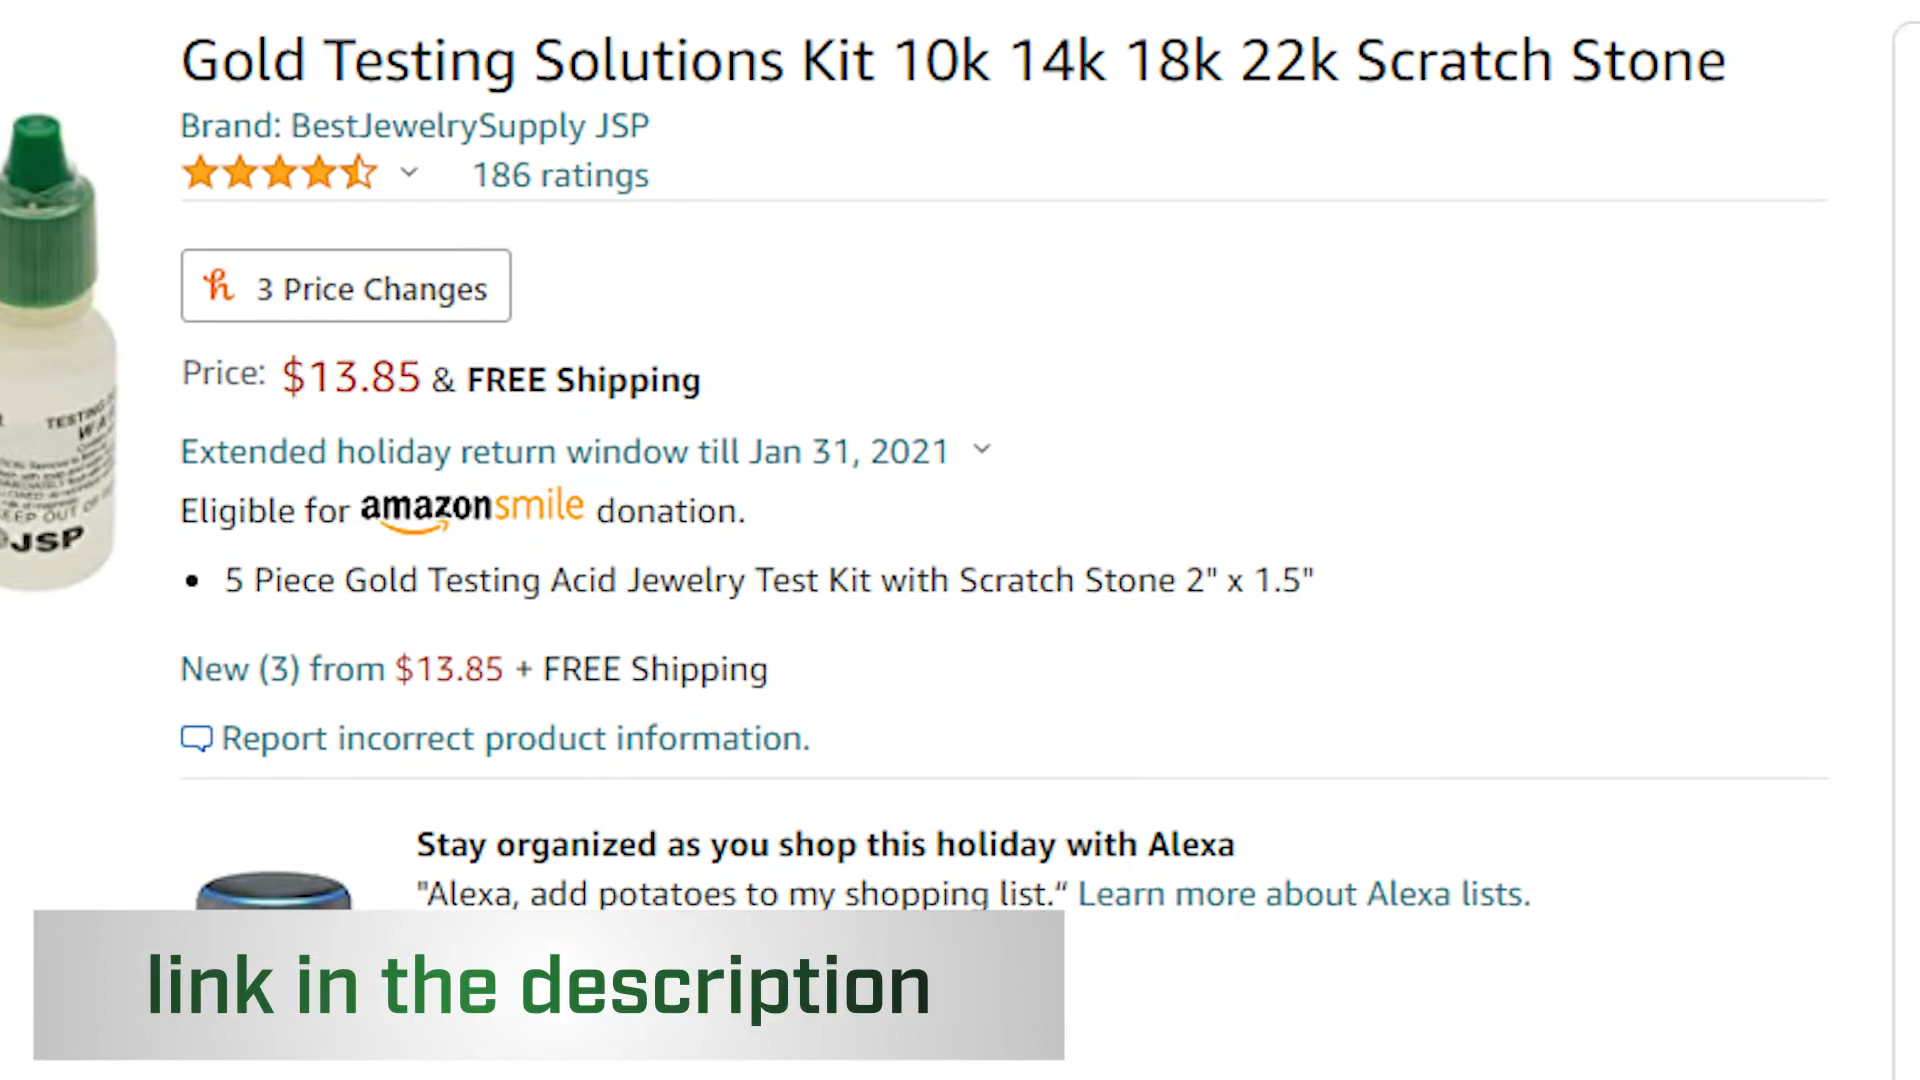 Gold Testing Solutions Kit 10k 14k 18k 22k Scratch Stone
Brand: BestJewelrySupply JSP
186 ratings
3 Price Changes
Price: $13.85 & FREE Shipping
Extended holiday return window till Jan 31, 2021
Eligible for amazonsmile donation.
TESTING
KEEP OUT OF
JSP
5 Piece Gold Testing Acid Jewelry Test Kit with Scratch Stone 2" x 1.5"
New (3) from $13.85 + FREE Shipping
Report incorrect product information.
Stay organized as you shop this holiday with Alexa
"Alexa, add potatoes to my shopping list.“ Learn more about Alexa lists.
link in the description